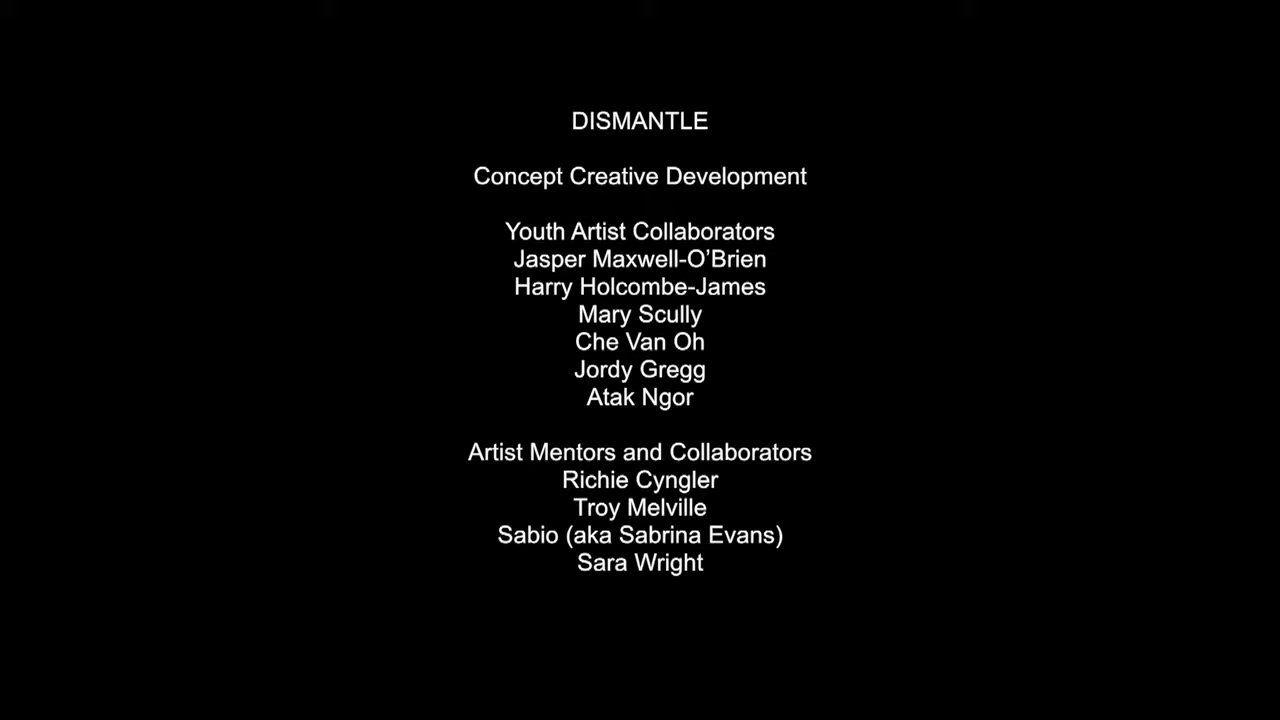 DISMANTLE
Concept Creative Development
Youth Artist Collaborators
Jasper Maxwell-O’Brien
Harry Holcombe-James
Mary Scully
Che Van Oh
Jordy Gregg
Atak Ngor
Artist Mentors and Collaborators
Richie Cyngler
Troy Melville
Sabio (aka Sabrina Evans)
Sara Wright